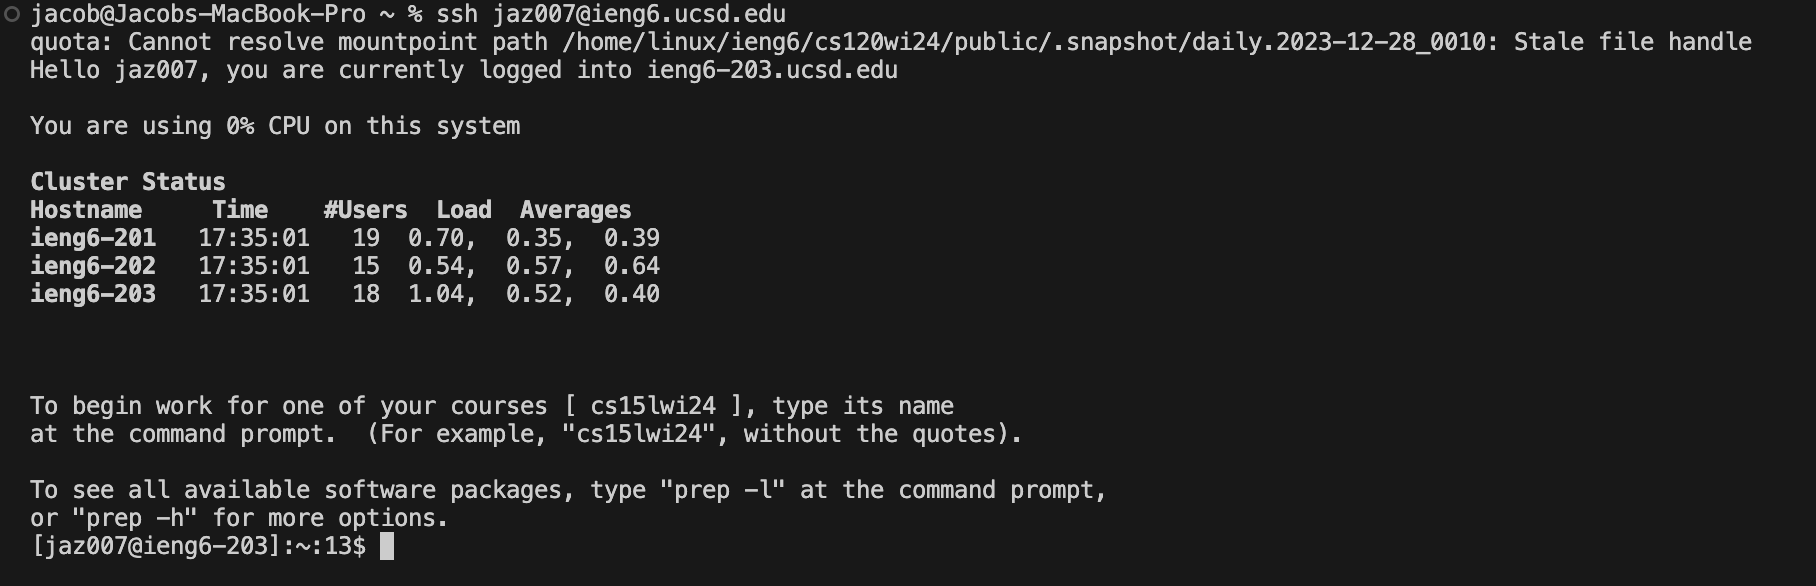 jacob@Jacobs-MacBook-Pro ~ % ssh jaz007@ieng6.ucsd.edu
quota: Cannot resolve mountpoint path /home/linux/ieng6/cs120wi24/public/.snapshot/daily.2023-12-28_0010: Stale file handle
Hello jaz007, you are currently logged into ieng6-203.ucsd.edu

You are using 0% CPU on this system

Cluster Status
Hostname     Time    #Users  Load  Averages
ieng6-201   17:35:01   19  0.70,  0.35,  0.39
ieng6-202   17:35:01   15  0.54,  0.57,  0.64
ieng6-203   17:35:01   18  1.04,  0.52,  0.40

To begin work for one of your courses [ cs15lwi24 ], type its name
at the command prompt.  (For example, "cs15lwi24", without the quotes).

To see all available software packages, type "prep -l" at the command prompt,
or "prep -h" for more options.
[jaz007@ieng6-203]:~:13$